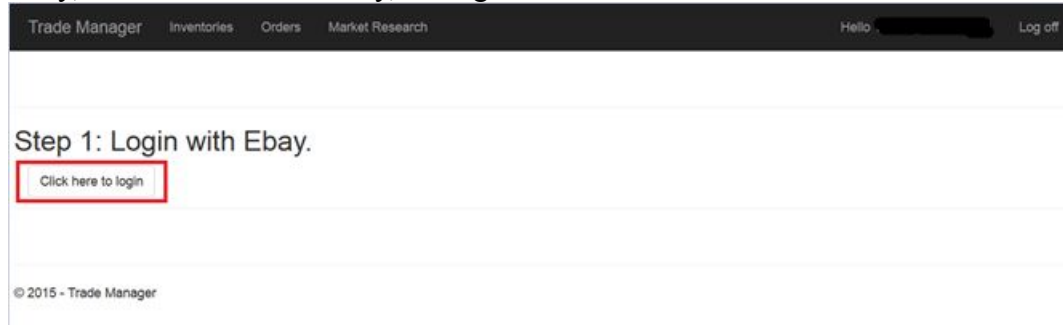 Trade Manager Inventories Orders Market Research Hello Log off
Step 1: Login with Ebay.
Click here to login
© 2015 - Trade Manager